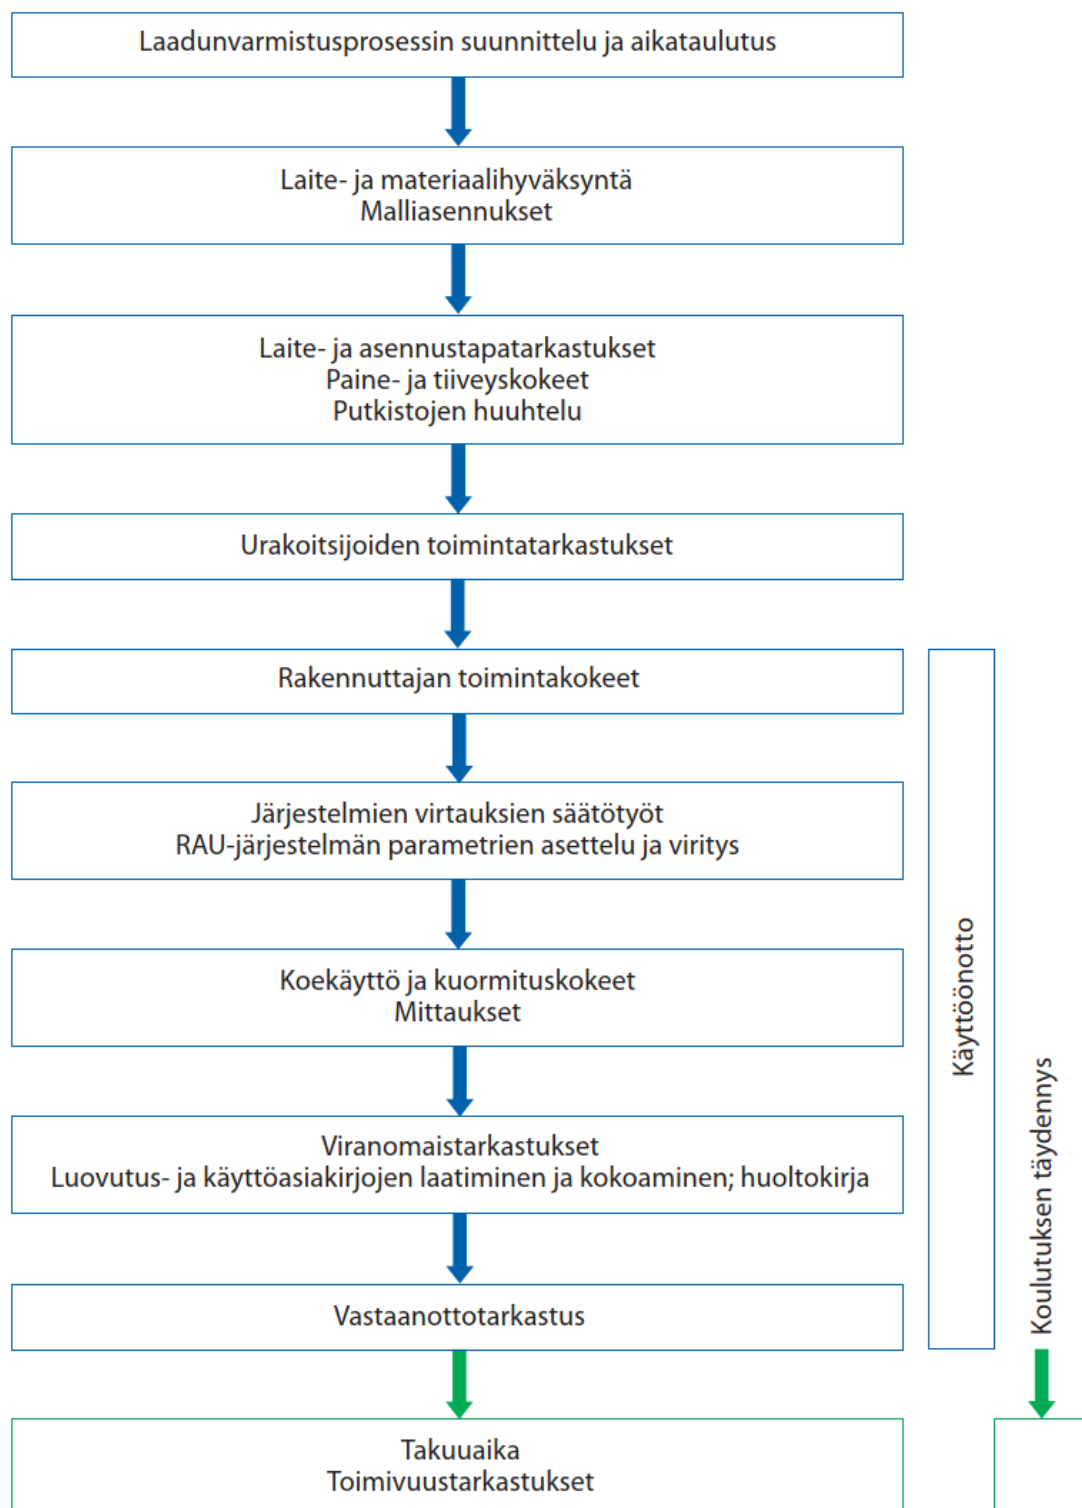 Laadunvarmistusprosessin suunnittelu ja aikataulutus
Laite- ja materiaalihyväksyntä
Malliasennukset
Laite- ja asennustapatarkastukset
Paine- ja tiiveyskokeet
Putkistojen huuhtelu
Urakoitsijoiden toimintatarkastukset
Rakennuttajan toimintakokeet
Järjestelmien virtauksien säätötyöt
RAU-järjestelmän parametrien asettelu ja viritys
Koekäyttö ja kuormituskokeet
Mittaukset
Viranomaistarkastukset
Luovutus- ja käyttöasiakirjojen laatiminen ja kokoaminen; huoltokirja
Vastaanottotarkastus
Takuuaika
Toimivuustarkastukset
Käyttöönotto
Koulutuksen täydennys